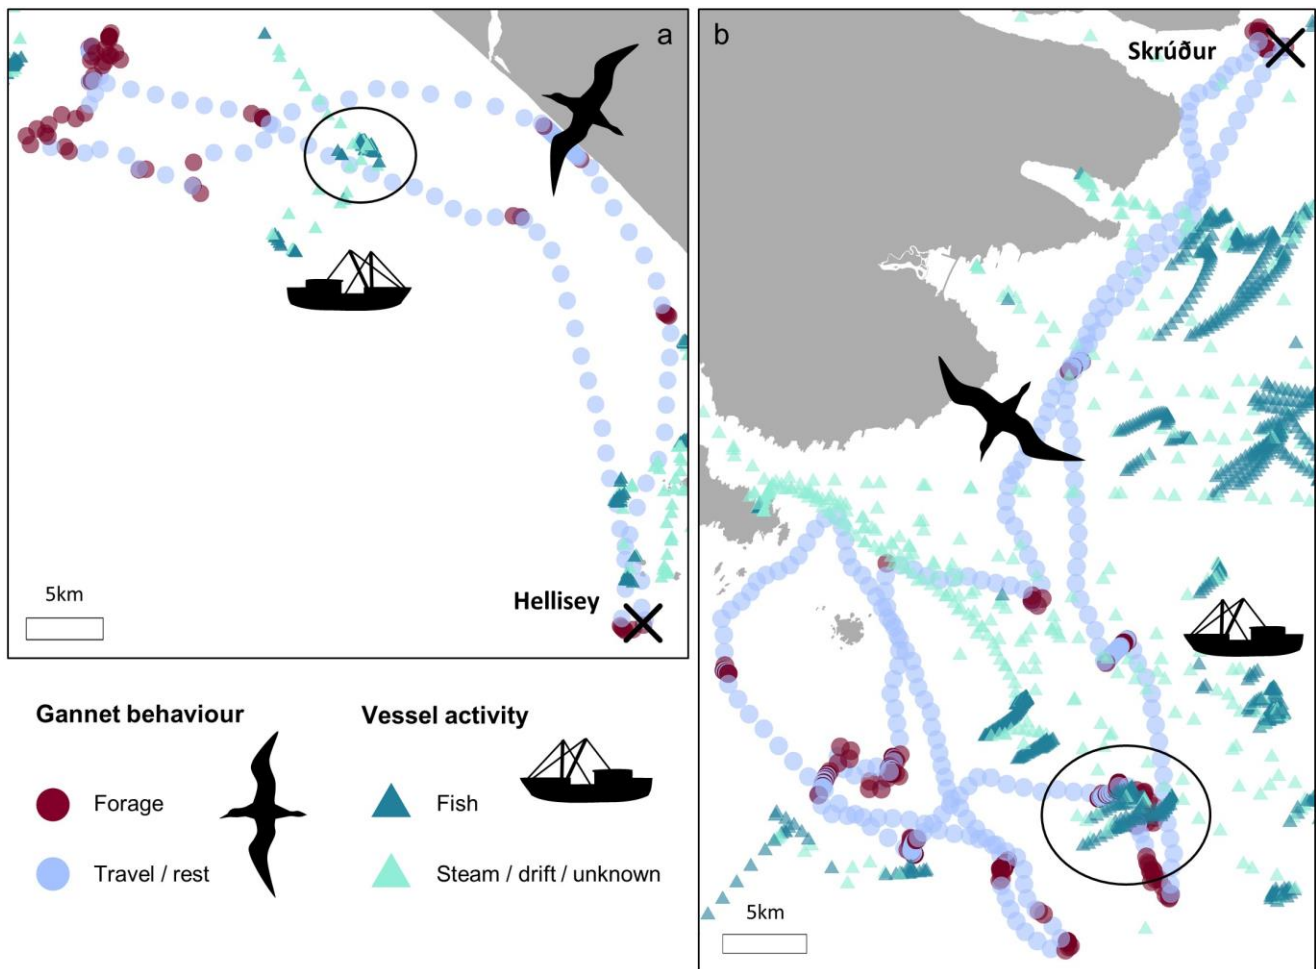 a
b
Skrúður
5km
Hellisey
Gannet behaviour
Vessel activity
Forage
Fish
Travel / rest
Steam / drift / unknown
5km